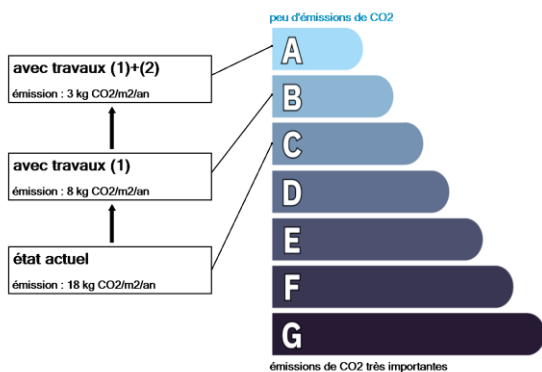 peu d'émissions de CO2
avec travaux (1)+(2)
émission : 3 kg CO2/m2/an
avec travaux (1)
émission : 8 kg CO2/m2/an
état actuel
émission : 18 kg CO2/m2/an
A
B
C
D
E
F
G
émissions de CO2 très importantes